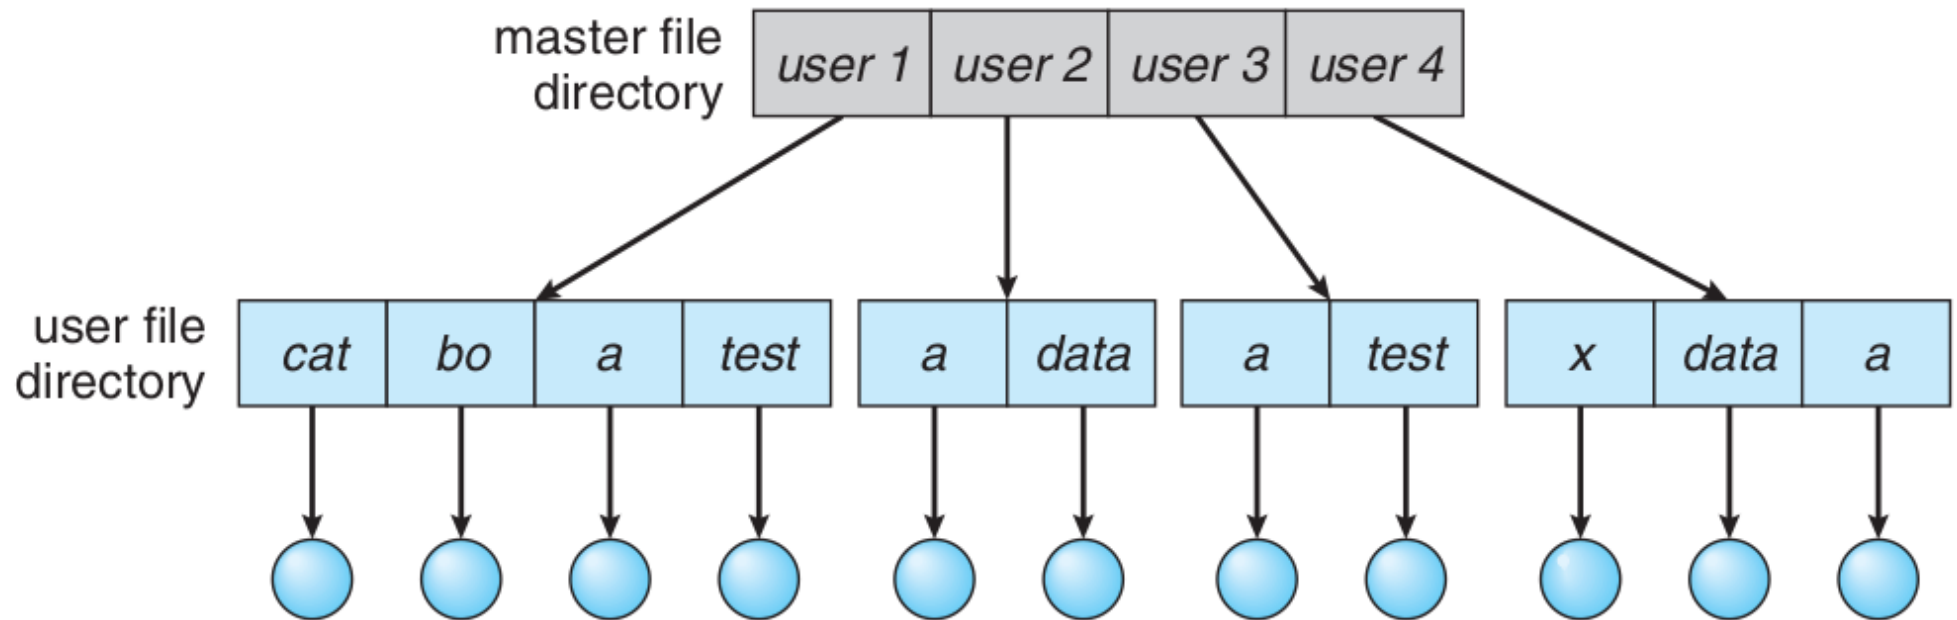 master file
directory
user 1 user 2 user 3 user 4
user file
directory
cat bo a test a data a test x data a